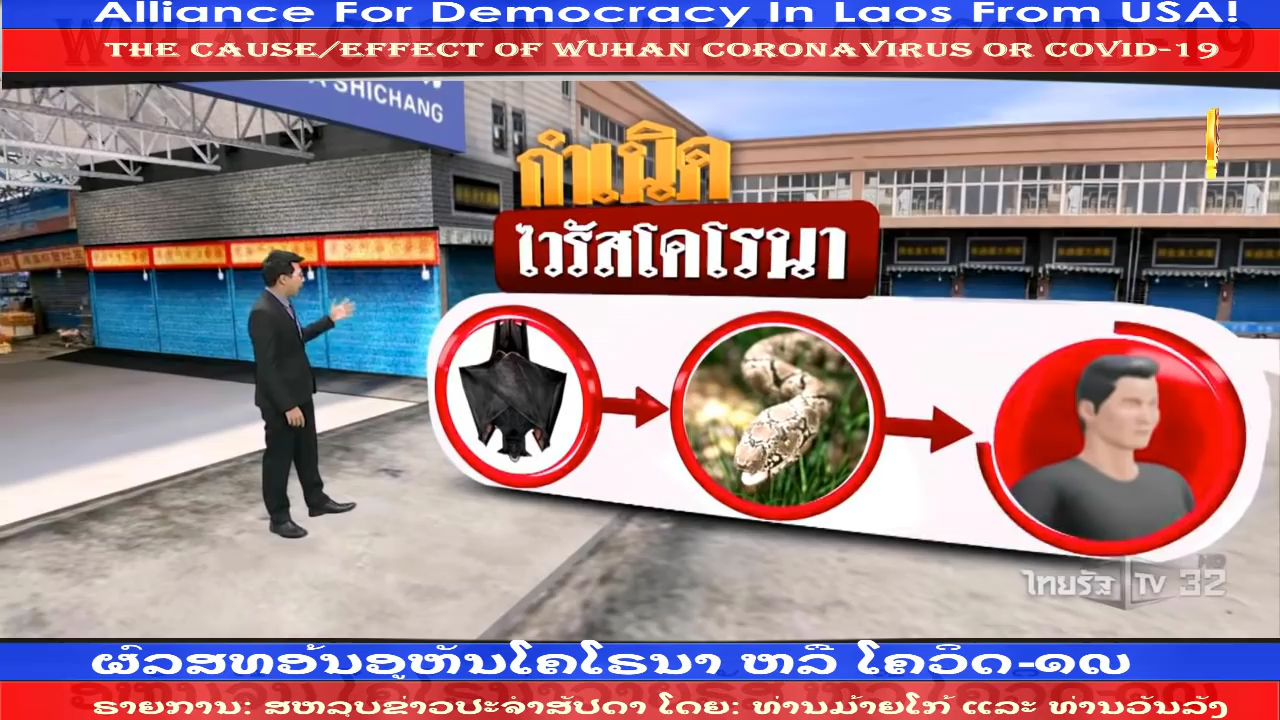 Alliance For Democracy In Laos From USA!
THE CAUSE/EFFECT OF WUHAN CORONAVIRUS OR COVID-19
SHICHANG
กำเนิด
ไวรัสโคโรนา
ไทยรัฐ TV 32
ຜົລສທອ້ນອູຫັນໂຄໂຣນາ ຫລື ໂຄວິດ-໑໙
ຣາຍການ: ສຫລຸບຂ່າວປະຈຳສັປດາ ໂດຍ: ທ່ານມ້າຍໂກ້ ແລະ ທ່ານວັນລັງ